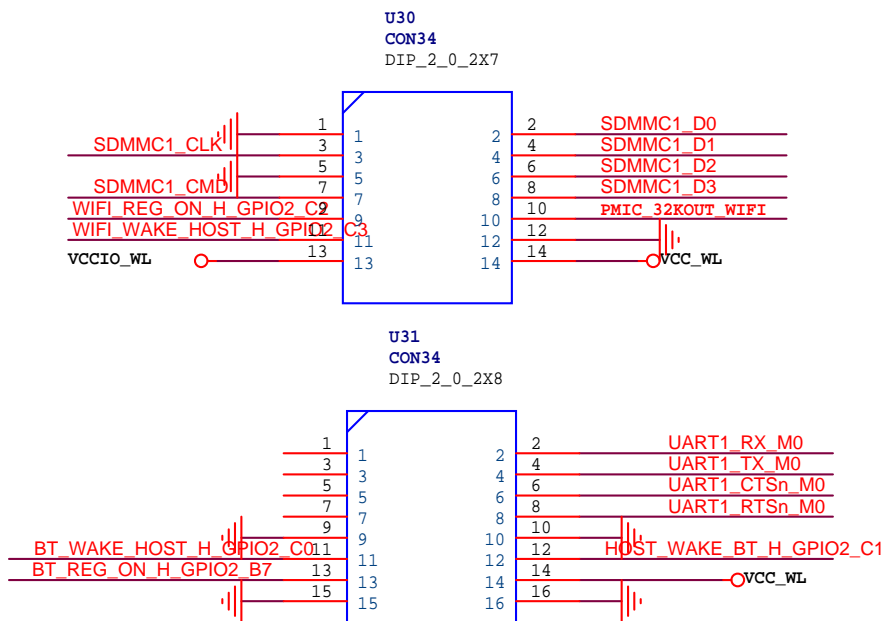 U30
CON34
DIP_2_0_2X7
1 1 2 2 SDMMC1_D0
SDMMC1_CLK 3 3 4 4 SDMMC1_D1
5 5 6 6 SDMMC1_D2
SDMMC1_CMD 7 7 8 8 SDMMC1_D3
WIFI_REG_ON_H_GPIO2_C2 9 9 10 10 PMIC_32KOUT_WIFI
WIFI_WAKE_HOST_H_GPIO2_C3 11 11 12 12
VCCIO_WL 13 13 14 14 VCC_WL
U31
CON34
DIP_2_0_2X8
1 1 2 2 UART1_RX_M0
3 3 4 4 UART1_TX_M0
5 5 6 6 UART1_CTSn_M0
7 7 8 8 UART1_RTSn_M0
9 9 10 10
BT_WAKE_HOST_H_GPIO2_C0 11 11 12 12 HOST_WAKE_BT_H_GPIO2_C1
BT_REG_ON_H_GPIO2_B7 13 13 14 14 VCC_WL
15 15 16 16